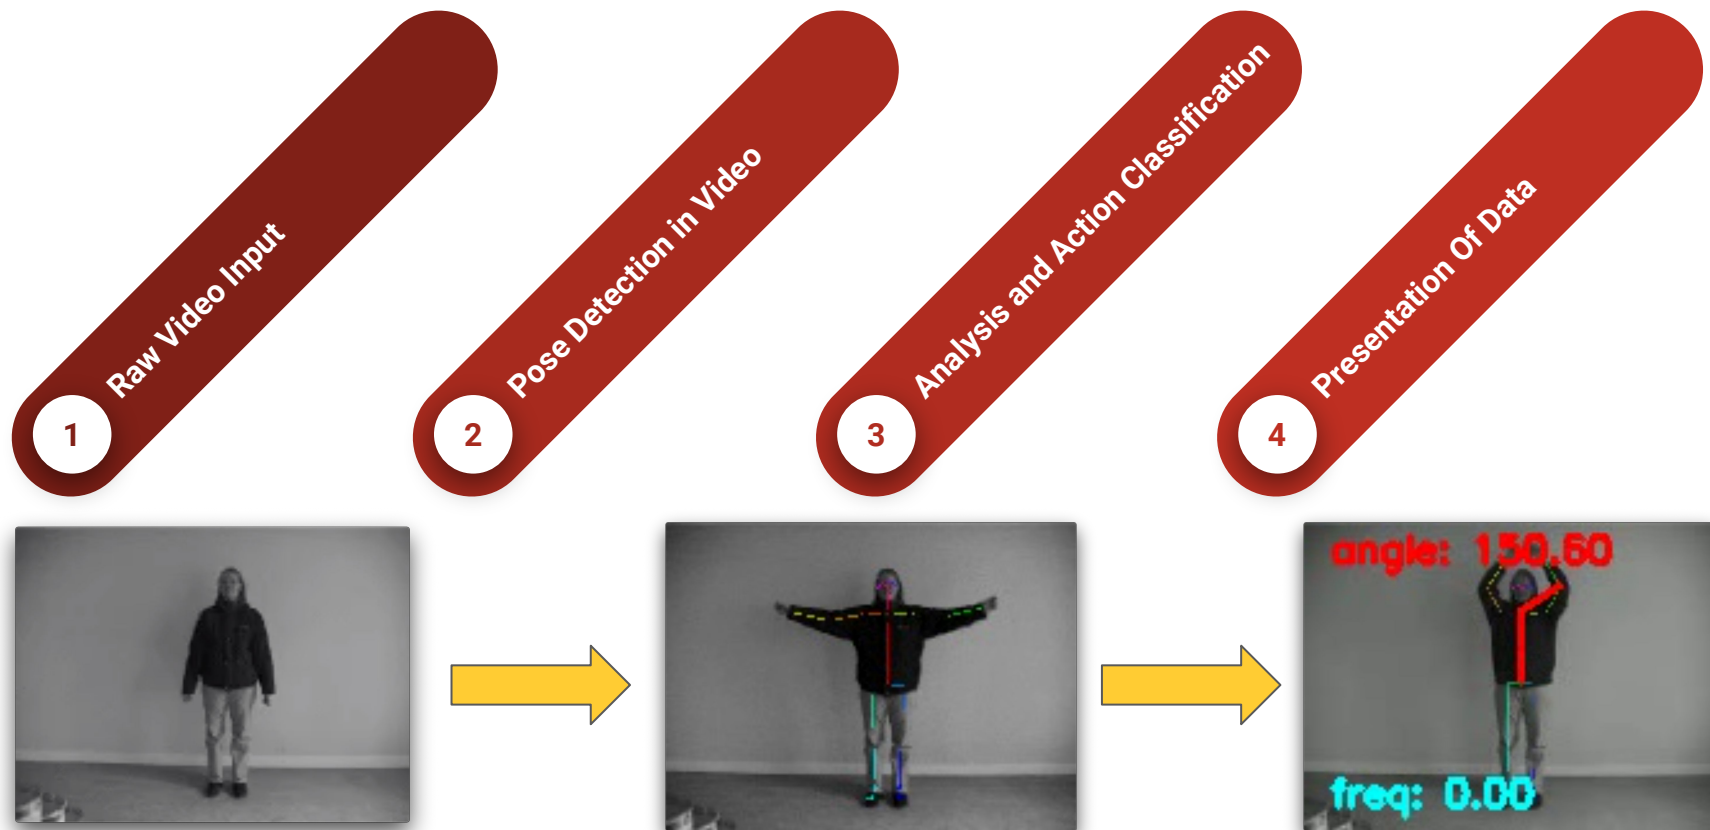 1
Raw Video Input
2
Pose Detection in Video
3
Analysis and Action Classification
4
Presentation Of Data
angle: 150.60
freq: 0.00